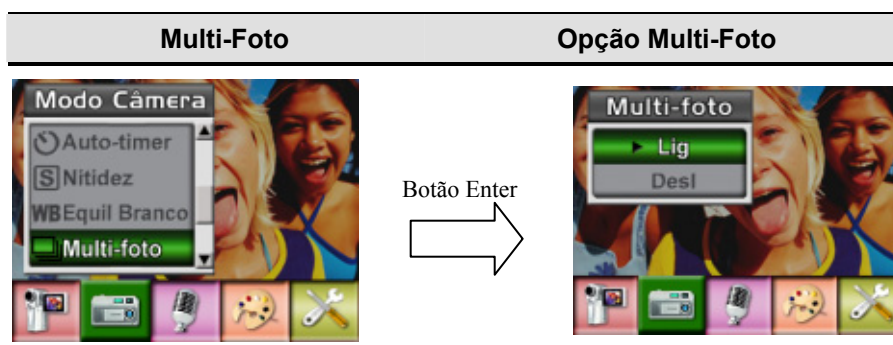 Multi-Foto
Opção Multi-Foto
Modo Câmera
Auto-timer
S Nitidez
WB Equil Branco
Multi-foto
Botão Enter
Multi-foto
Lig
Desl